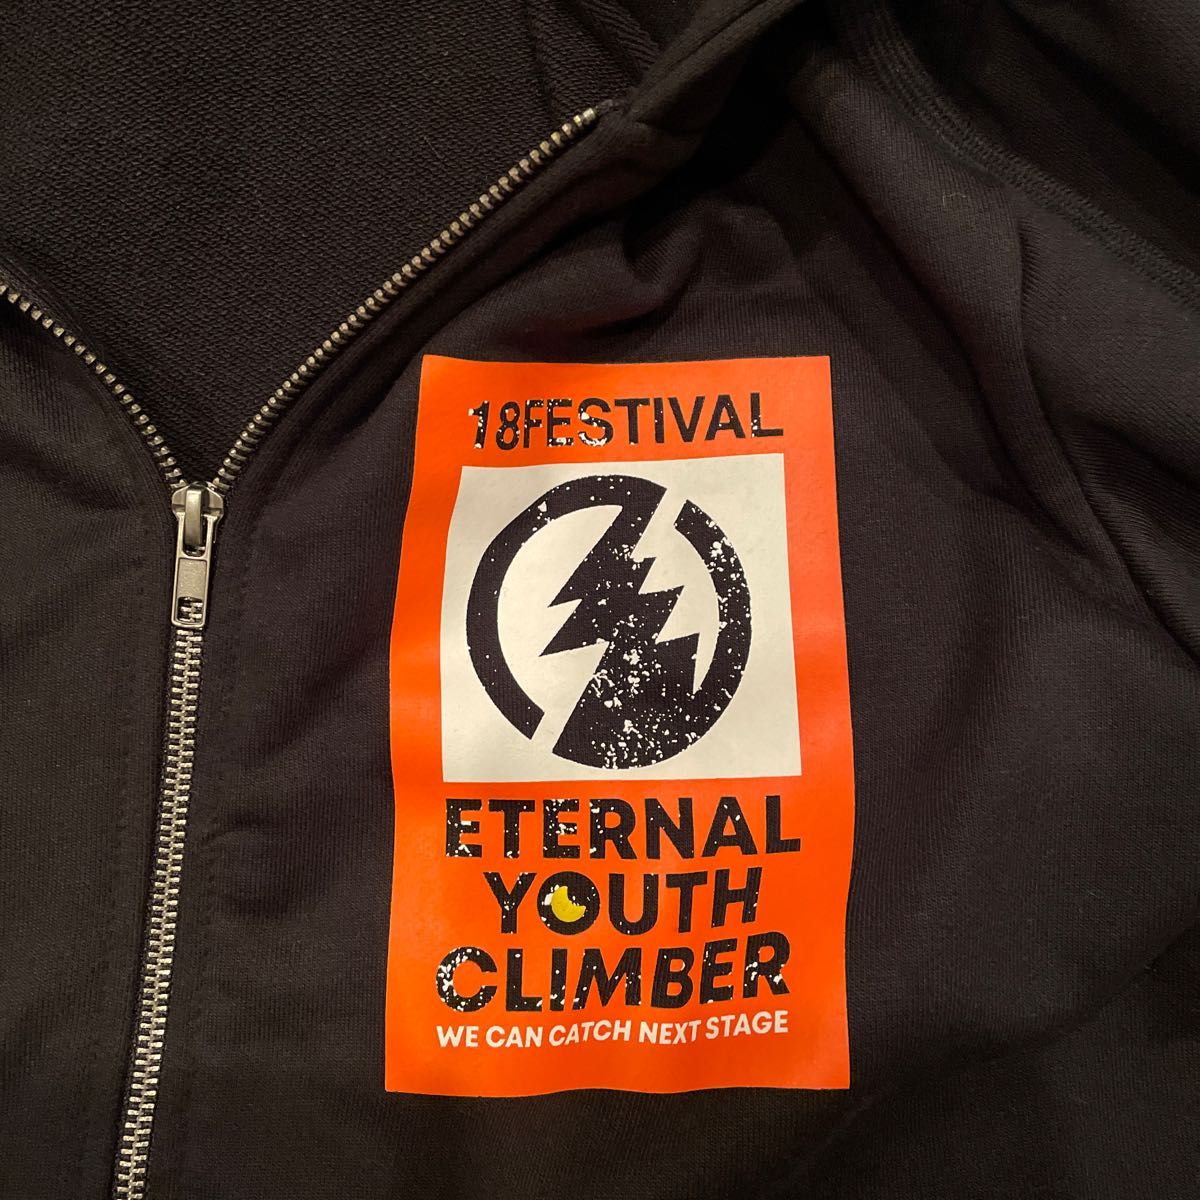 18FESTIVAL
ETERNAL
YOUTH
CLIMBER
WE CAN CATCH NEXT STAGE